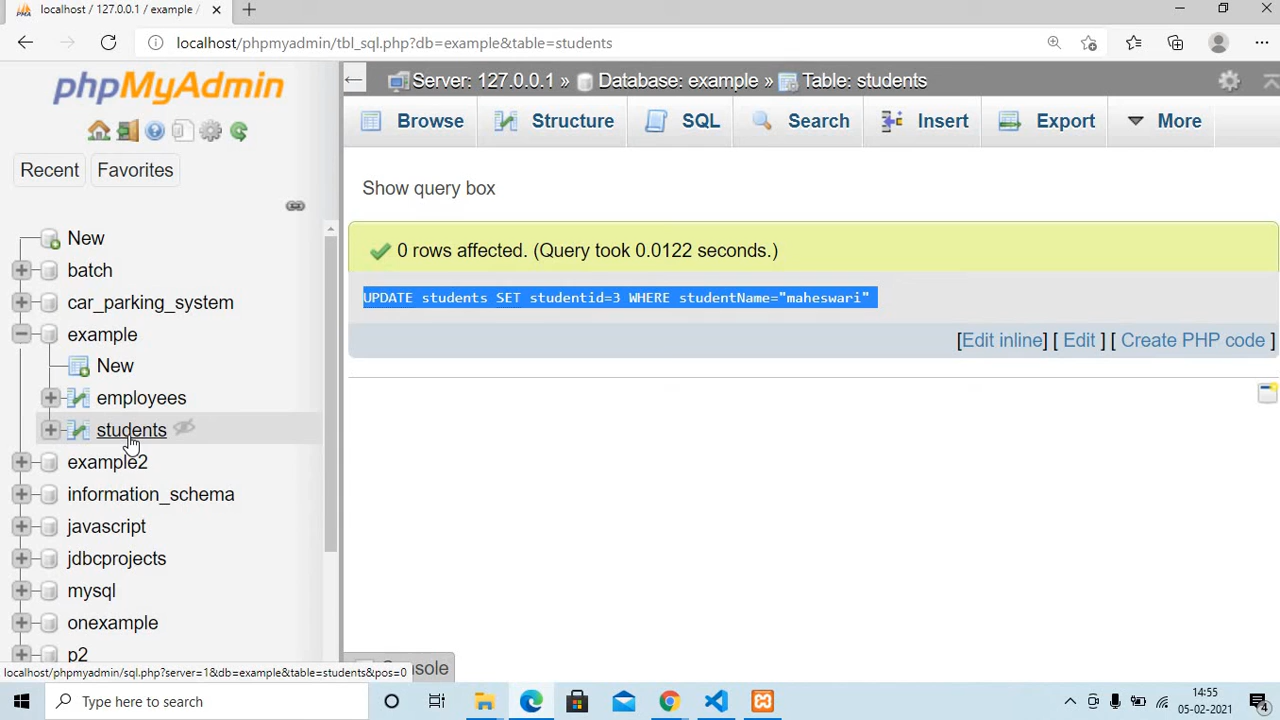 localhost / 127.0.0.1 / example /
localhost/phpmyadmin/tbl_sql.php?db=example&table=students
phpMyAdmin
Recent
Favorites
New
batch
car_parking_system
example
New
employees
students
example2
information_schema
javascript
jdbcprojects
mysql
onexample
p2
localhost/phpmyadmin/sql.php?server=1&db=example&table=students&pos=0
Server: 127.0.0.1 » Database: example » Table: students
Browse Structure SQL Search Insert Export More
Show query box
0 rows affected. (Query took 0.0122 seconds.)
UPDATE students SET studentid=3 WHERE studentName="maheswari"
[Edit inline] [ Edit ] [ Create PHP code ]
Console
Type here to search
14:55
05-02-2021
4